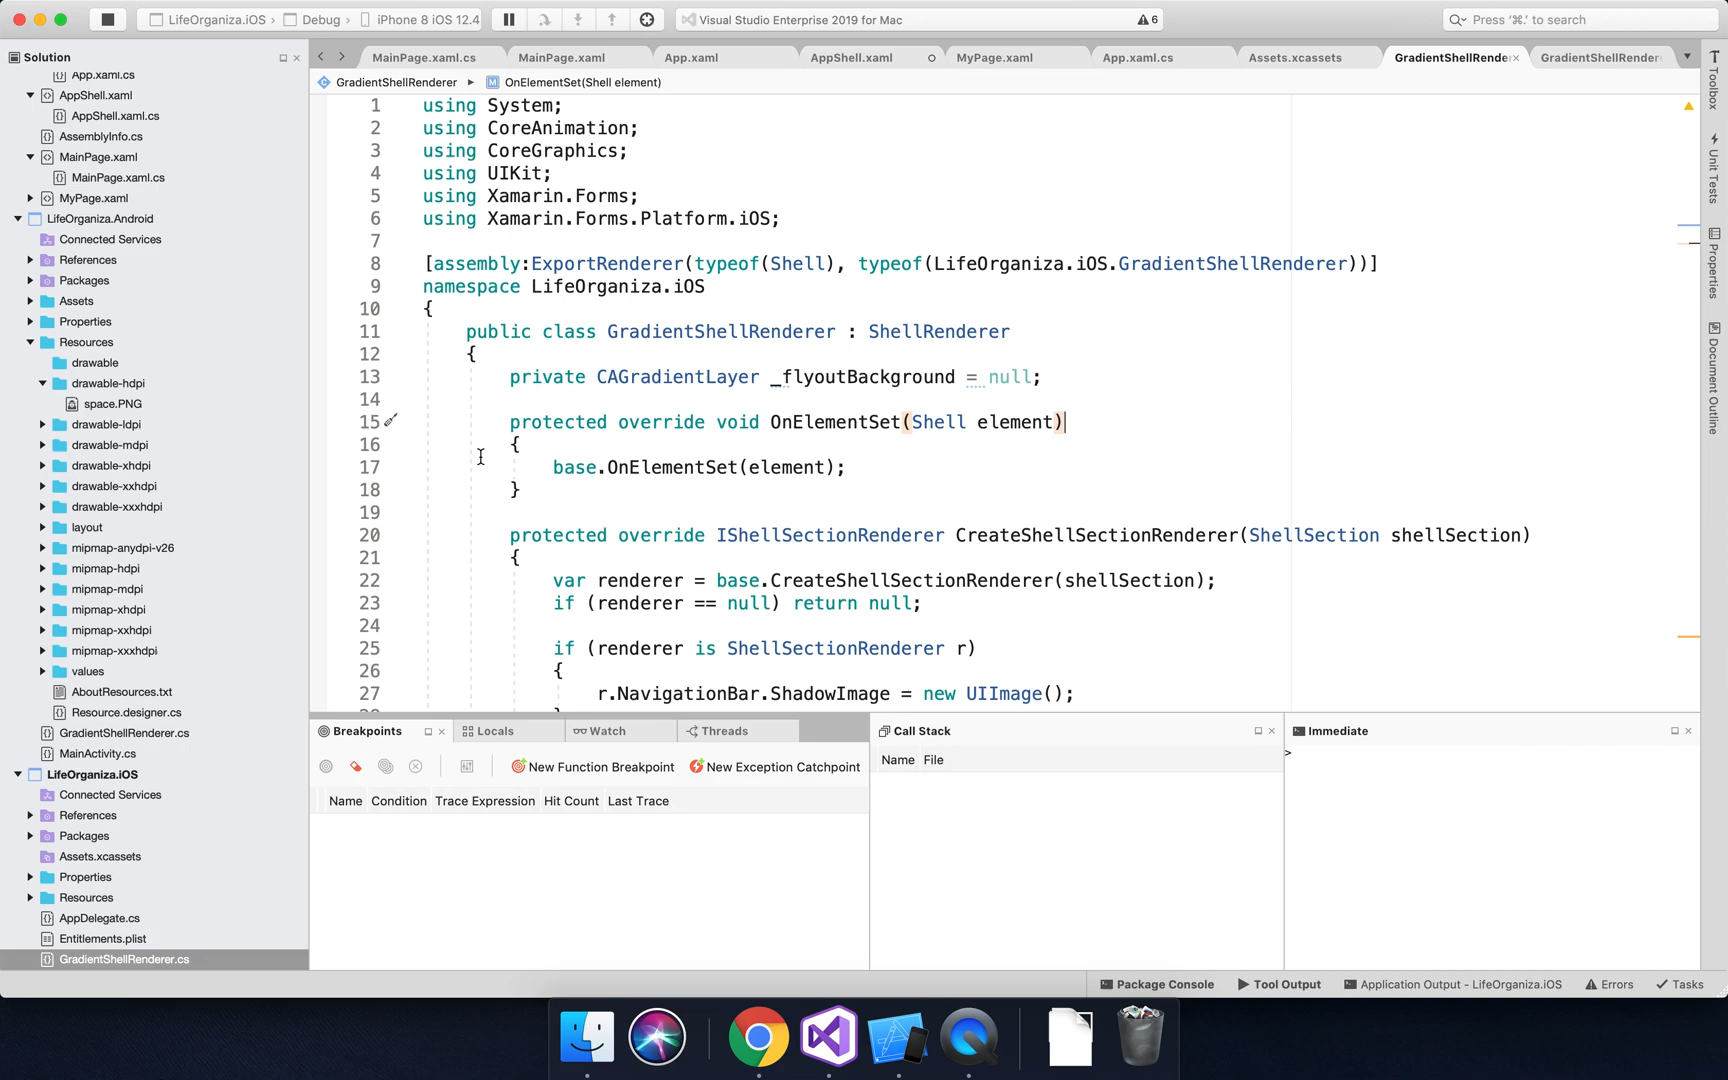 LifeOrganiza.iOS › Debug › iPhone 8 iOS 12.4
Visual Studio Enterprise 2019 for Mac
6
Press '⌘.' to search
Solution
MainPage.xaml.cs
MainPage.xaml
App.xaml
AppShell.xaml
MyPage.xaml
App.xaml.cs
Assets.xcassets
GradientShellRende
GradientShellRender
GradientShellRenderer ▸ OnElementSet(Shell element)
App.xaml.cs
AppShell.xaml
AppShell.xaml.cs
AssemblyInfo.cs
MainPage.xaml
MainPage.xaml.cs
MyPage.xaml
LifeOrganiza.Android
Connected Services
References
Packages
Assets
Properties
Resources
drawable
drawable-hdpi
space.PNG
drawable-ldpi
drawable-mdpi
drawable-xhdpi
drawable-xxhdpi
drawable-xxxhdpi
layout
mipmap-anydpi-v26
mipmap-hdpi
mipmap-mdpi
mipmap-xhdpi
mipmap-xxhdpi
mipmap-xxxhdpi
values
AboutResources.txt
Resource.designer.cs
GradientShellRenderer.cs
MainActivity.cs
LifeOrganiza.iOS
Connected Services
References
Packages
Assets.xcassets
Properties
Resources
AppDelegate.cs
Entitlements.plist
GradientShellRenderer.cs
1 using System;
2 using CoreAnimation;
3 using CoreGraphics;
4 using UIKit;
5 using Xamarin.Forms;
6 using Xamarin.Forms.Platform.iOS;
7
8 [assembly:ExportRenderer(typeof(Shell), typeof(LifeOrganiza.iOS.GradientShellRenderer))]
9 namespace LifeOrganiza.iOS
10 {
11 public class GradientShellRenderer : ShellRenderer
12 {
13 private CAGradientLayer _flyoutBackground = null;
14
15 protected override void OnElementSet(Shell element)
16 {
17 base.OnElementSet(element);
18 }
19
20 protected override IShellSectionRenderer CreateShellSectionRenderer(ShellSection shellSection)
21 {
22 var renderer = base.CreateShellSectionRenderer(shellSection);
23 if (renderer == null) return null;
24
25 if (renderer is ShellSectionRenderer r)
26 {
27 r.NavigationBar.ShadowImage = new UIImage();
Toolbox
Unit Tests
Properties
Document Outline
Breakpoints
Locals
Watch
Threads
New Function Breakpoint
New Exception Catchpoint
Name Condition Trace Expression Hit Count Last Trace
Call Stack
Name File
Immediate
>
Package Console
Tool Output
Application Output - LifeOrganiza.iOS
Errors
Tasks